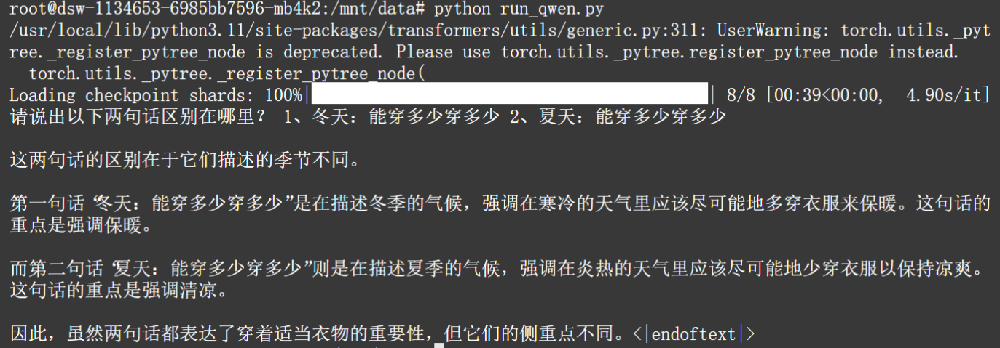 root@dsw-1134653-6985bb7596-mb4k2:/mnt/data# python run_qwen.py
/usr/local/lib/python3.11/site-packages/transformers/utils/generic.py:311: UserWarning: torch.utils._pyt
ree._register_pytree_node is deprecated. Please use torch.utils._pytree.register_pytree_node instead.
  torch.utils._pytree._register_pytree_node(
Loading checkpoint shards: 100%|| 8/8 [00:39<00:00,  4.90s/it]
请说出以下两句话区别在哪里? 1、冬天:能穿多少穿多少 2、夏天:能穿多少穿多少
这两句话的区别在于它们描述的季节不同。
第一句话“冬天:能穿多少穿多少”是在描述冬季的气候,强调在寒冷的天气里应该尽可能地多穿衣服来保暖。这句话的
重点是强调保暖。
而第二句话“夏天:能穿多少穿多少”则是在描述夏季的气候,强调在炎热的天气里应该尽可能地少穿衣服以保持凉爽。
这句话的重点是强调清凉。
因此,虽然两句话都表达了穿着适当衣物的重要性,但它们的侧重点不同。<|endoftext|>